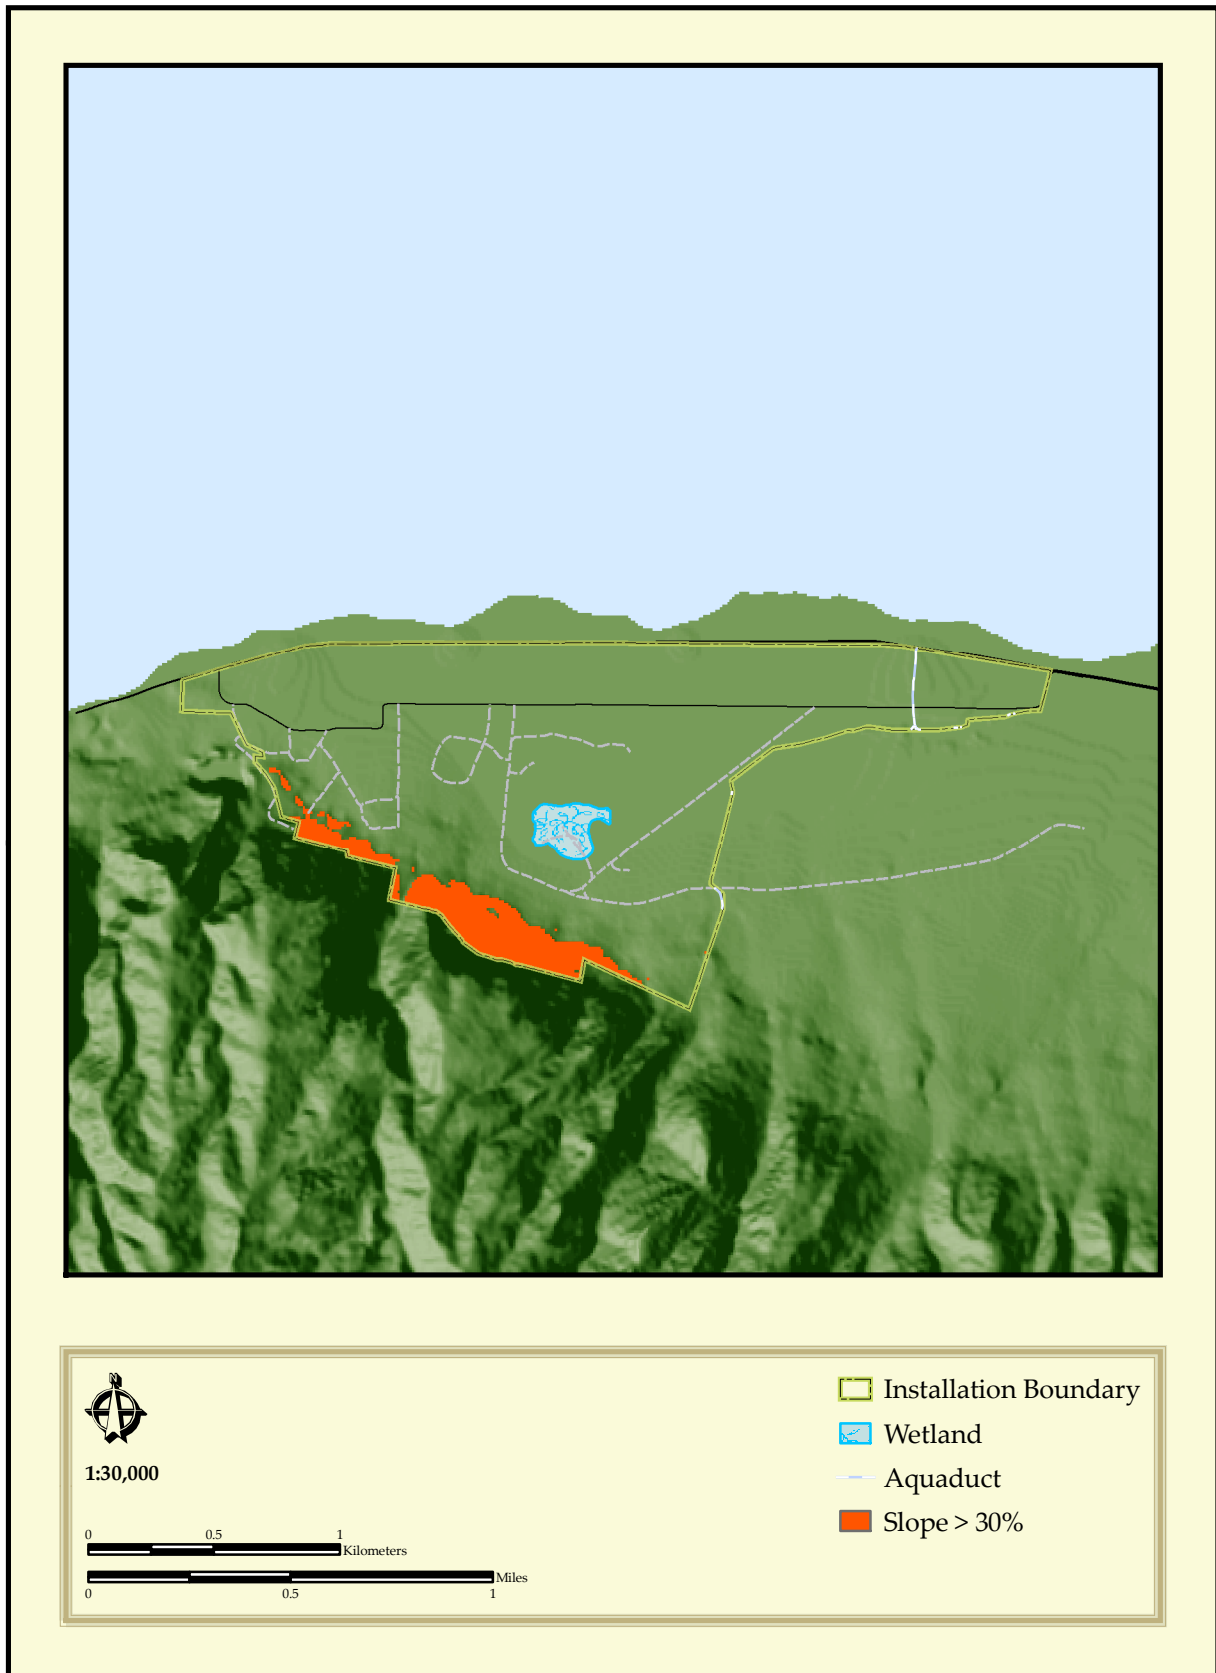 N
Installation Boundary
Wetland
Aquaduct
Slope > 30%
1:30,000
0 0.5 1
Kilometers
Miles
0 0.5 1